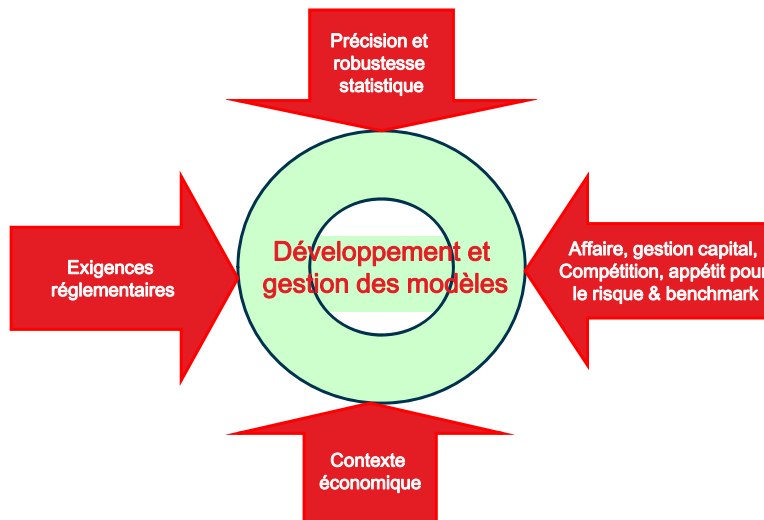 Précision et
robustesse
statistique
Développement et
gestion des modèles
Exigences
réglementaires
Affaire, gestion capital,
Compétition, appétit pour
le risque & benchmark
Contexte
économique